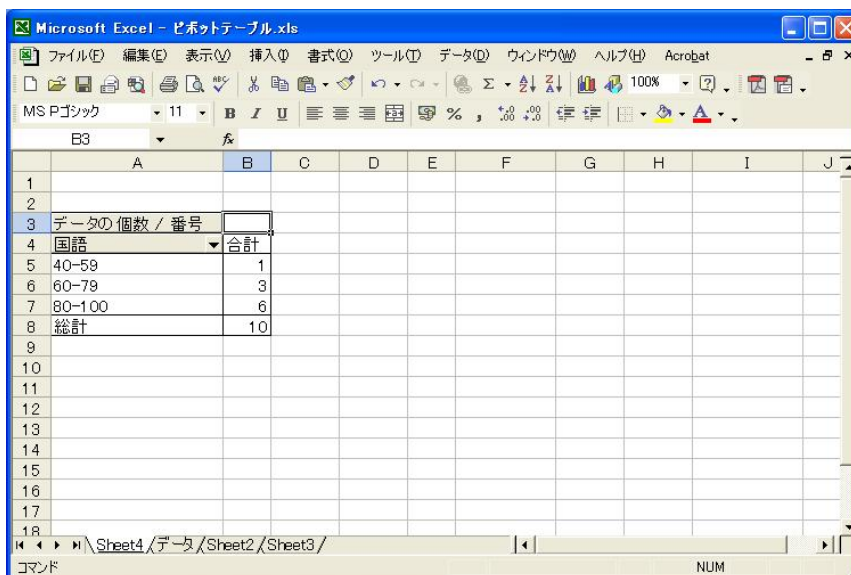 Microsoft Excel - ピボットテーブル.xls
ファイル(F) 編集(E) 表示(V) 挿入(I) 書式(O) ツール(T) データ(D) ウィンドウ(W) ヘルプ(H) Acrobat
100%
MS Pゴシック 11 B I U % ,
B3 fx
A B C D E F G H I J
1
2
3 データの個数 / 番号
4 国語 合計
5 40-59 1
6 60-79 3
7 80-100 6
8 総計 10
9
10
11
12
13
14
15
16
17
18
Sheet4 / データ / Sheet2 / Sheet3 /
コマンド NUM